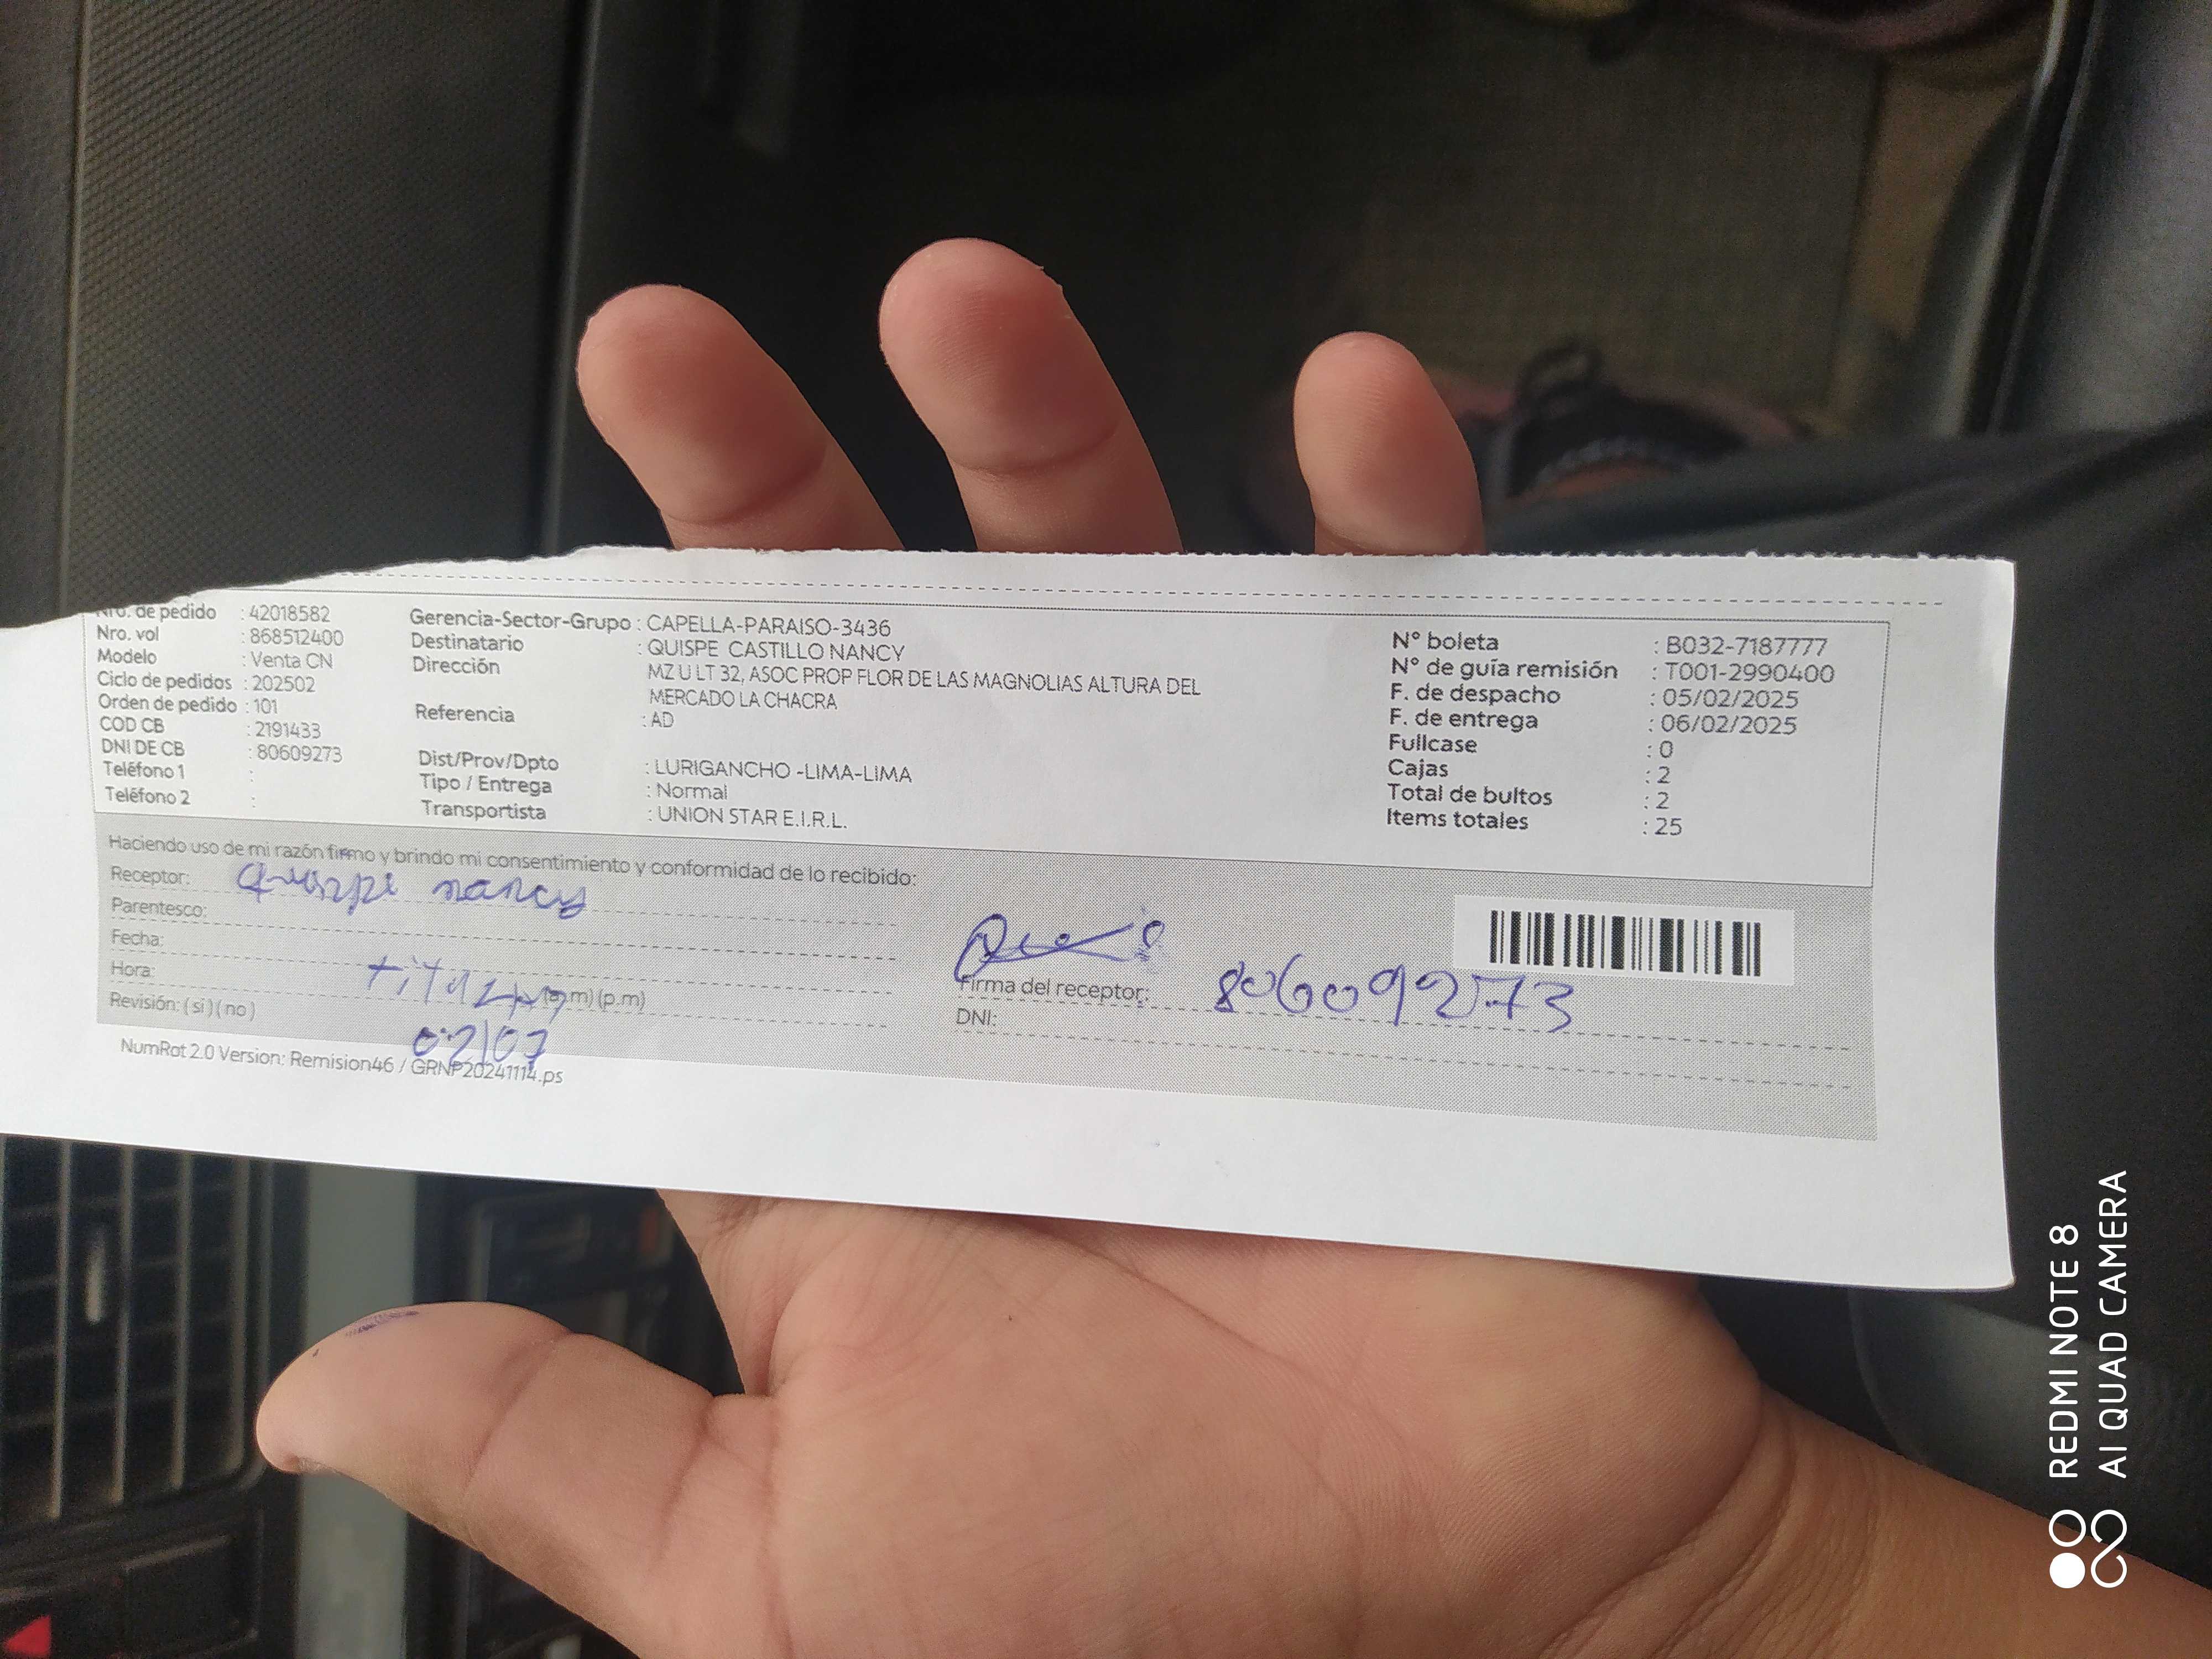 Nro. de pedido : 42018582
Nro. vol : 868512400
Modelo : Venta CN
Ciclo de pedidos : 202502
Orden de pedido : 101
COD CB : 2191433
DNI DE CB : 80609273
Teléfono 1 :
Teléfono 2 :
Gerencia-Sector-Grupo : CAPELLA-PARAISO-3436
Destinatario : QUISPE CASTILLO NANCY
Dirección MZ U LT 32, ASOC PROP FLOR DE LAS MAGNOLIAS ALTURA DEL
MERCADO LA CHACRA
Referencia : AD
Dist/Prov/Dpto : LURIGANCHO -LIMA-LIMA
Tipo / Entrega : Normal
Transportista : UNION STAR E.I.R.L.
N° boleta : B032-7187777
N° de guía remisión : T001-2990400
F. de despacho : 05/02/2025
F. de entrega : 06/02/2025
Fullcase : 0
Cajas : 2
Total de bultos : 2
Items totales : 25
Haciendo uso de mi razón firmo y brindo mi consentimiento y conformidad de lo recibido:
Receptor: Quispe nancy
Parentesco:
Fecha:
Hora: (a.m) (p.m)
Revisión: ( si ) ( no )
02/07
Firma del receptor: 80609273
DNI:
NumRot 2.0 Version: Remision46 / GRNP20241114.ps
REDMI NOTE 8
AI QUAD CAMERA